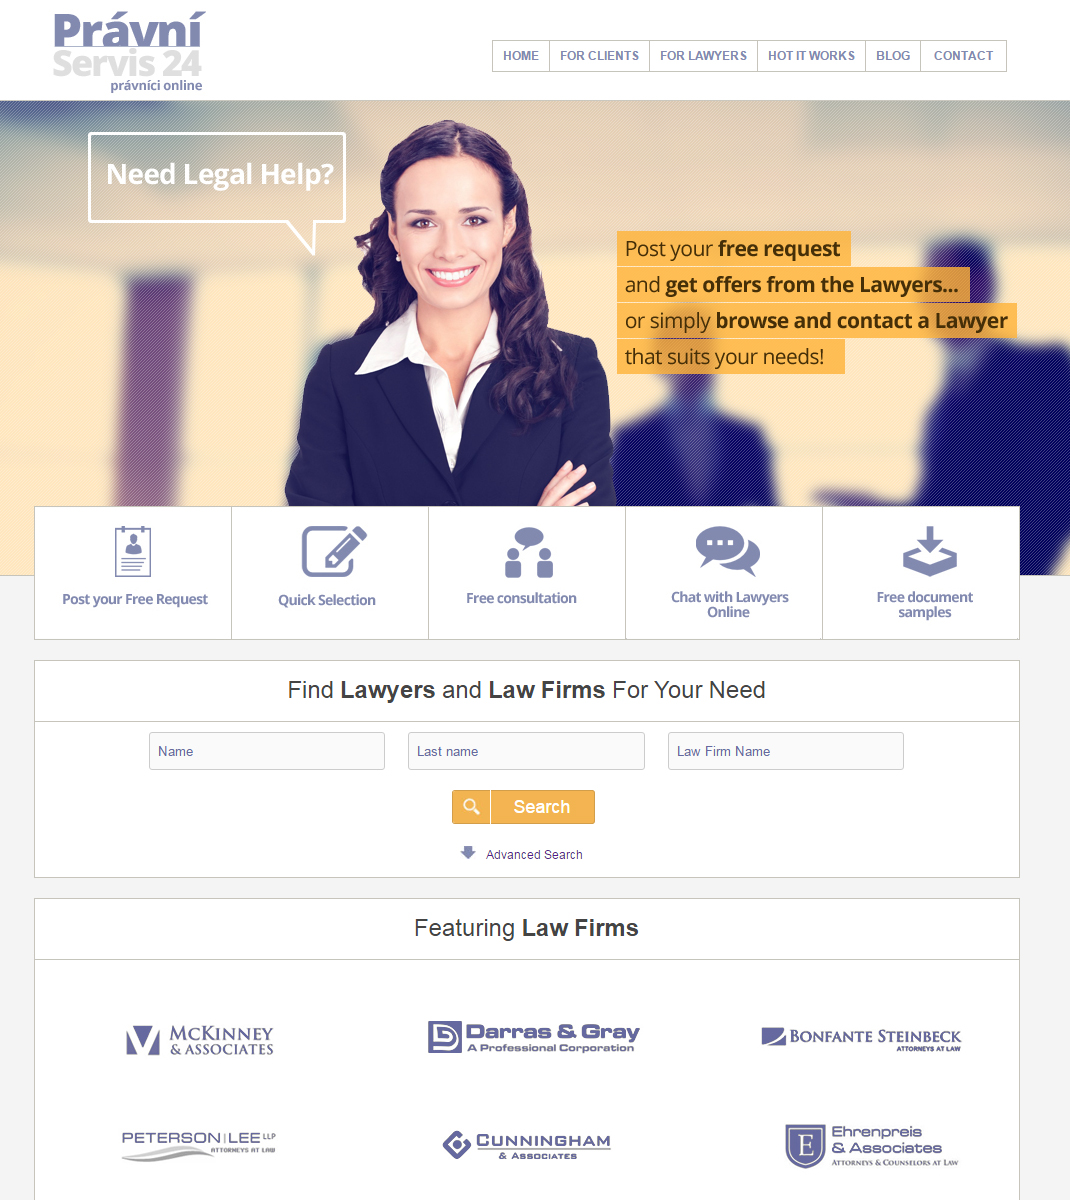 Právní
Servis 24
právníci online
HOME
FOR CLIENTS
FOR LAWYERS
HOT IT WORKS
BLOG
CONTACT
Need Legal Help?
Post your free request
and get offers from the Lawyers...
or simply browse and contact a Lawyer
that suits your needs!
Post your Free Request
Quick Selection
Free consultation
Chat with Lawyers
Online
Free document
samples
Find Lawyers and Law Firms For Your Need
Name
Last name
Law Firm Name
Search
Advanced Search
Featuring Law Firms
McKinney
& Associates
Darras & Gray
A Professional Corporation
Bonfante Steinbeck
ATTORNEYS AT LAW
PETERSON|LEE LLP
ATTORNEYS AT LAW
Cunningham
& Associates
E
Ehrenpreis
& Associates
Attorneys & Counselors at Law